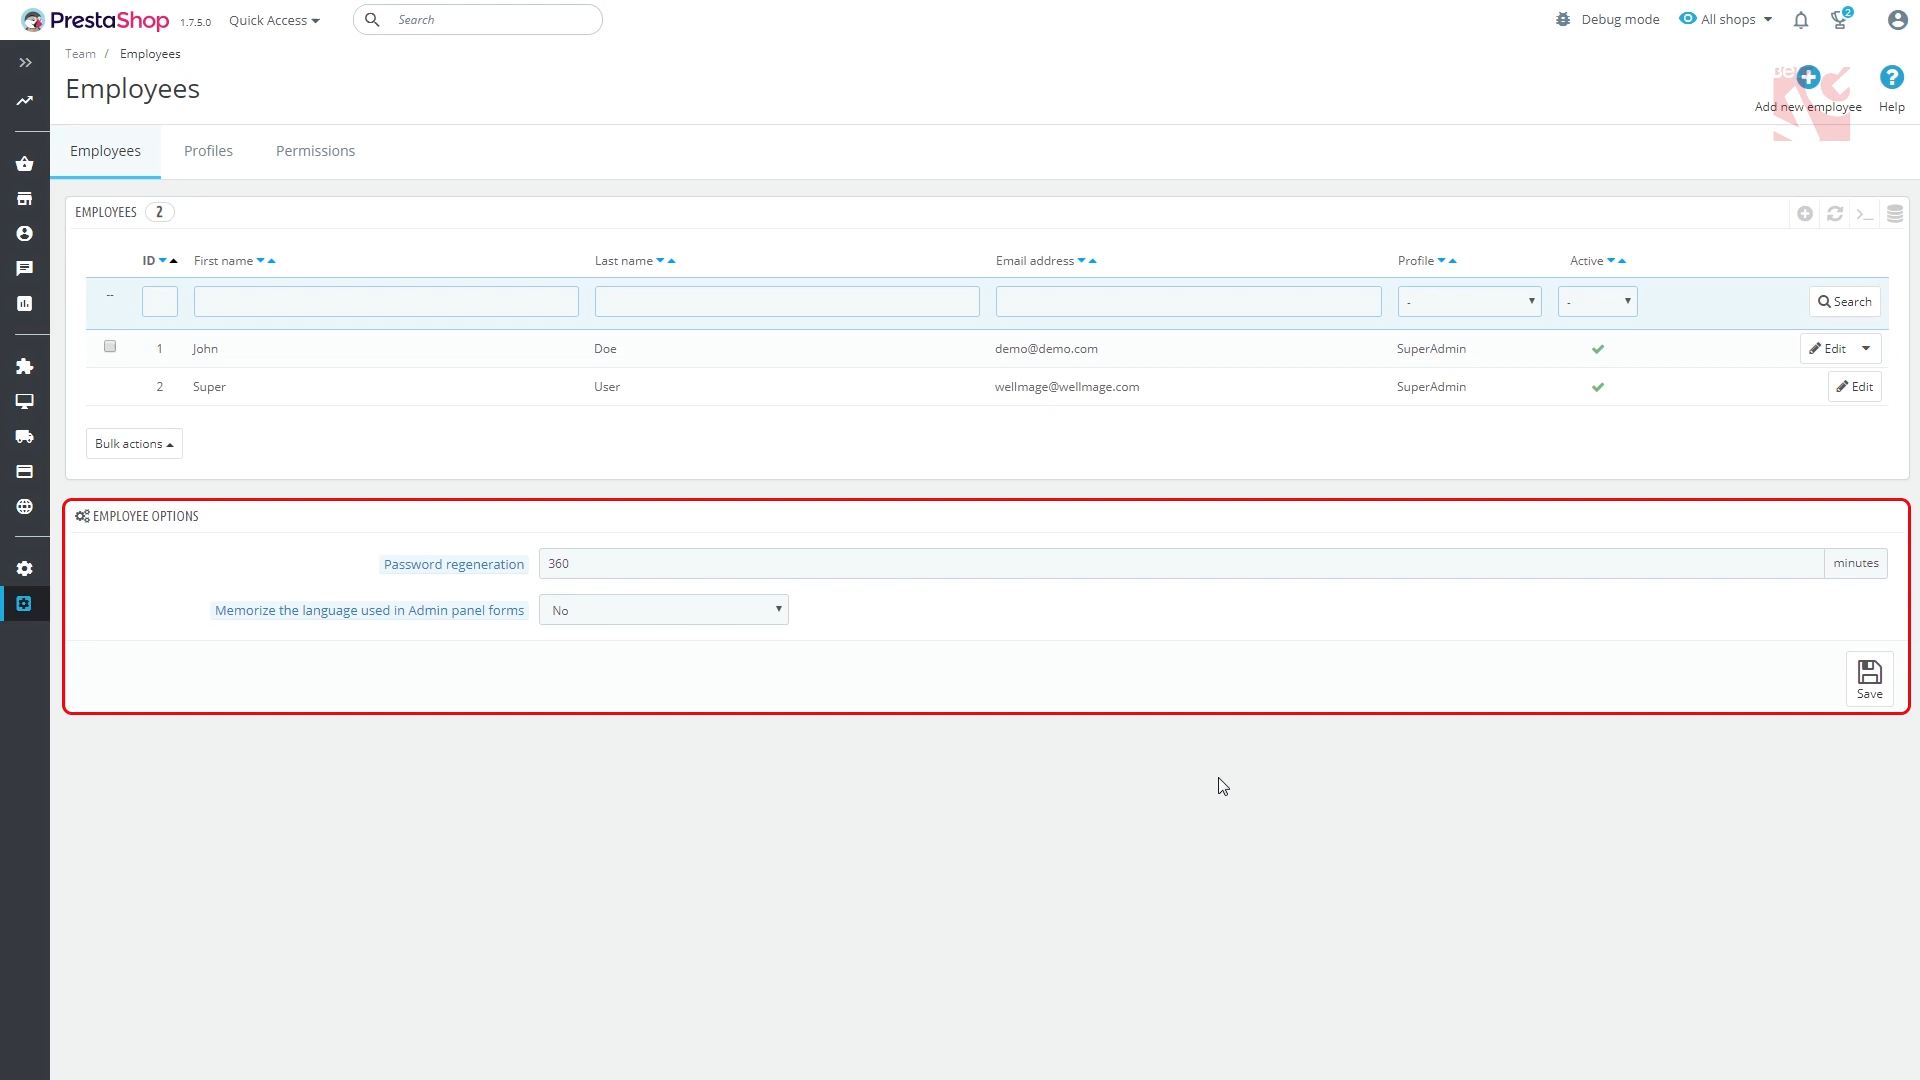 PrestaShop 1.7.5.0 Quick Access Search Debug mode All shops 2
Team / Employees
Employees
Add new employee Help
Employees Profiles Permissions
EMPLOYEES 2
ID First name Last name Email address Profile Active
-- - - Search
1 John Doe demo@demo.com SuperAdmin Edit
2 Super User wellmage@wellmage.com SuperAdmin Edit
Bulk actions
EMPLOYEE OPTIONS
Password regeneration 360 minutes
Memorize the language used in Admin panel forms No
Save